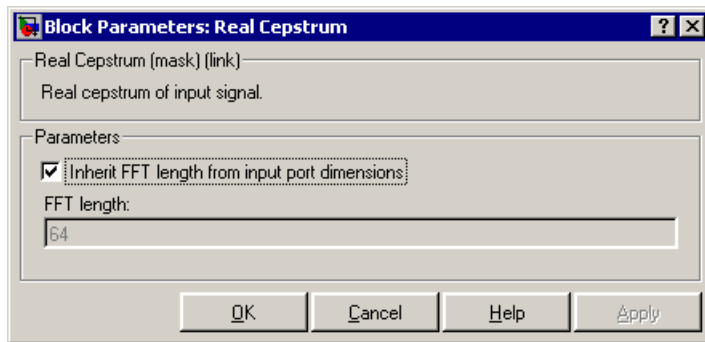 Block Parameters: Real Cepstrum
Real Cepstrum (mask) (link)
Real cepstrum of input signal.
Parameters
Inherit FFT length from input port dimensions
FFT length:
64
OK Cancel Help Apply